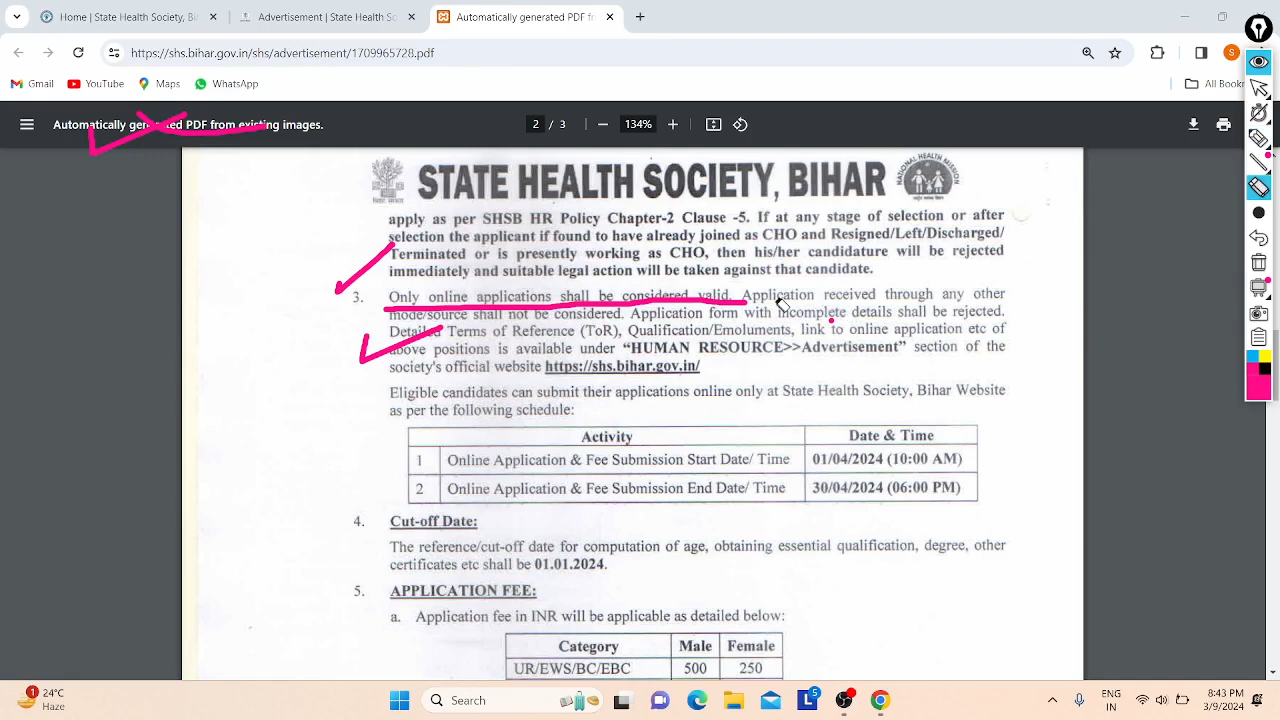 Home | State Health Society, Bi
Advertisement | State Health Sc
Automatically generated PDF fr
https://shs.bihar.gov.in/shs/advertisement/1709965728.pdf
S
Gmail
YouTube
Maps
WhatsApp
All Bookr
Automatically generated PDF from existing images.
2 / 3
134%
STATE HEALTH SOCIETY, BIHAR
NATIONAL HEALTH MISSION
apply as per SHSB HR Policy Chapter-2 Clause -5. If at any stage of selection or after
selection the applicant if found to have already joined as CHO and Resigned/Left/Discharged/
Terminated or is presently working as CHO, then his/her candidature will be rejected
immediately and suitable legal action will be taken against that candidate.
3. Only online applications shall be considered valid. Application received through any other
mode/source shall not be considered. Application form with incomplete details shall be rejected.
Detailed Terms of Reference (ToR), Qualification/Emoluments, link to online application etc of
above positions is available under “HUMAN RESOURCE>>Advertisement” section of the
society's official website https://shs.bihar.gov.in/
Eligible candidates can submit their applications online only at State Health Society, Bihar Website
as per the following schedule:
Activity Date & Time
1 Online Application & Fee Submission Start Date/ Time 01/04/2024 (10:00 AM)
2 Online Application & Fee Submission End Date/ Time 30/04/2024 (06:00 PM)
4. Cut-off Date:
The reference/cut-off date for computation of age, obtaining essential qualification, degree, other
certificates etc shall be 01.01.2024.
5. APPLICATION FEE:
a. Application fee in INR will be applicable as detailed below:
Category Male Female
UR/EWS/BC/EBC 500 250
1
24°C
Haze
Search
L
5
ENG
IN
8:43 PM
3/9/2024